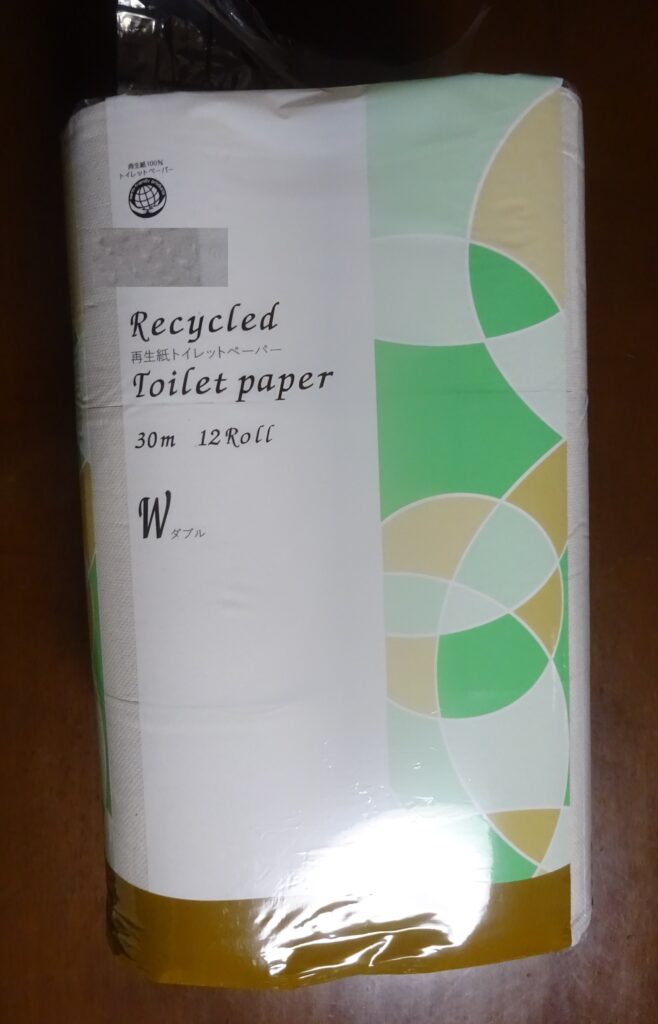 再生紙100%
トイレットペーパー
Recycled
再生紙トイレットペーパー
Toilet paper
30m 12Roll
W ダブル